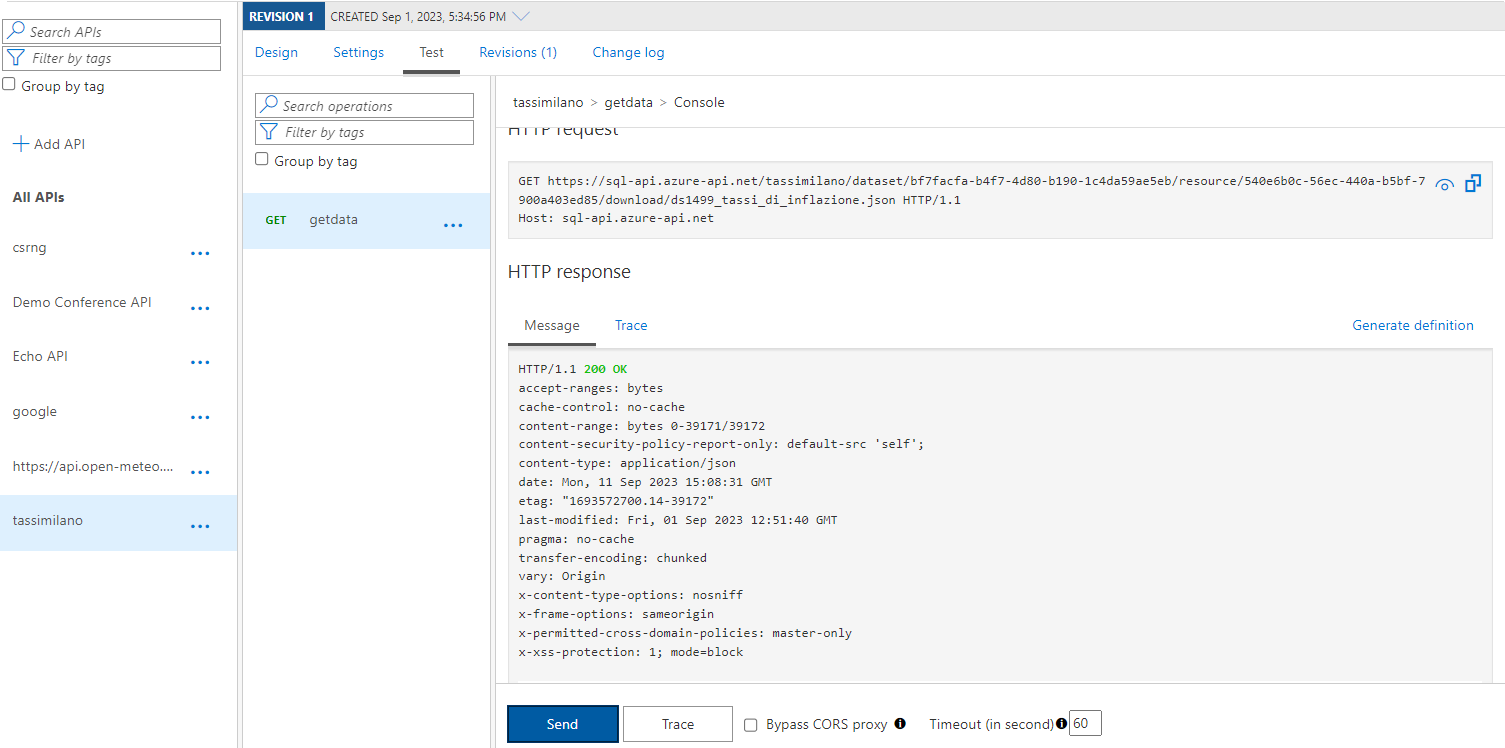 REVISION 1 CREATED Sep 1, 2023, 5:34:56 PM
Search APIs
Filter by tags
Group by tag
Add API
All APIs
csrng
Demo Conference API
Echo API
google
https://api.open-meteo....
tassimilano
Design Settings Test Revisions (1) Change log
Search operations
Filter by tags
Group by tag
GET getdata
tassimilano > getdata > Console
HTTP request
GET https://sql-api.azure-api.net/tassimilano/dataset/bf7facfa-b4f7-4d80-b190-1c4da59ae5eb/resource/540e6b0c-56ec-440a-b5bf-7
900a403ed85/download/ds1499_tassi_di_inflazione.json HTTP/1.1
Host: sql-api.azure-api.net
HTTP response
Message Trace Generate definition
HTTP/1.1 200 OK
accept-ranges: bytes
cache-control: no-cache
content-range: bytes 0-39171/39172
content-security-policy-report-only: default-src 'self';
content-type: application/json
date: Mon, 11 Sep 2023 15:08:31 GMT
etag: "1693572700.14-39172"
last-modified: Fri, 01 Sep 2023 12:51:40 GMT
pragma: no-cache
transfer-encoding: chunked
vary: Origin
x-content-type-options: nosniff
x-frame-options: sameorigin
x-permitted-cross-domain-policies: master-only
x-xss-protection: 1; mode=block
Send Trace Bypass CORS proxy Timeout (in second) 60